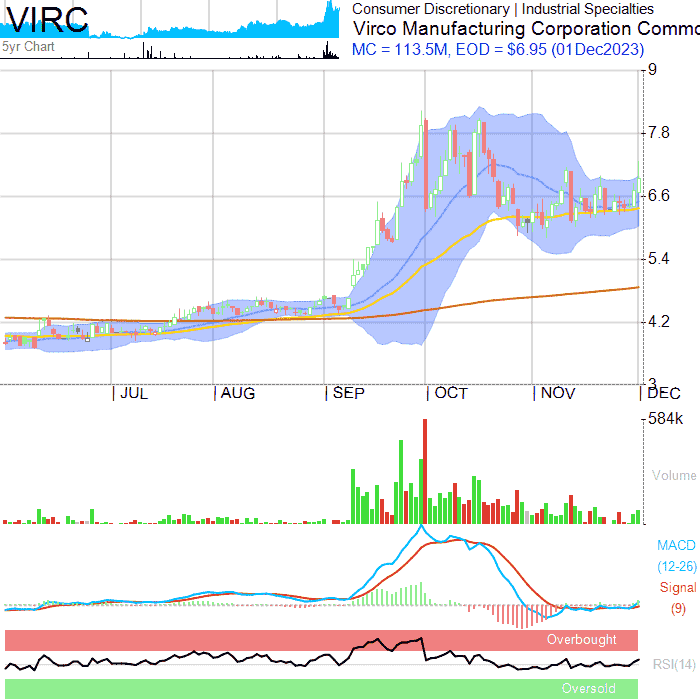 VIRC
5yr Chart
Consumer Discretionary | Industrial Specialties
Virco Manufacturing Corporation Commo
MC = 113.5M, EOD = $6.95 (01Dec2023)
9
7.8
6.6
5.4
4.2
3
JUL AUG SEP OCT NOV DEC
584k
Volume
MACD
(12-26)
Signal
(9)
Overbought
RSI(14)
Oversold